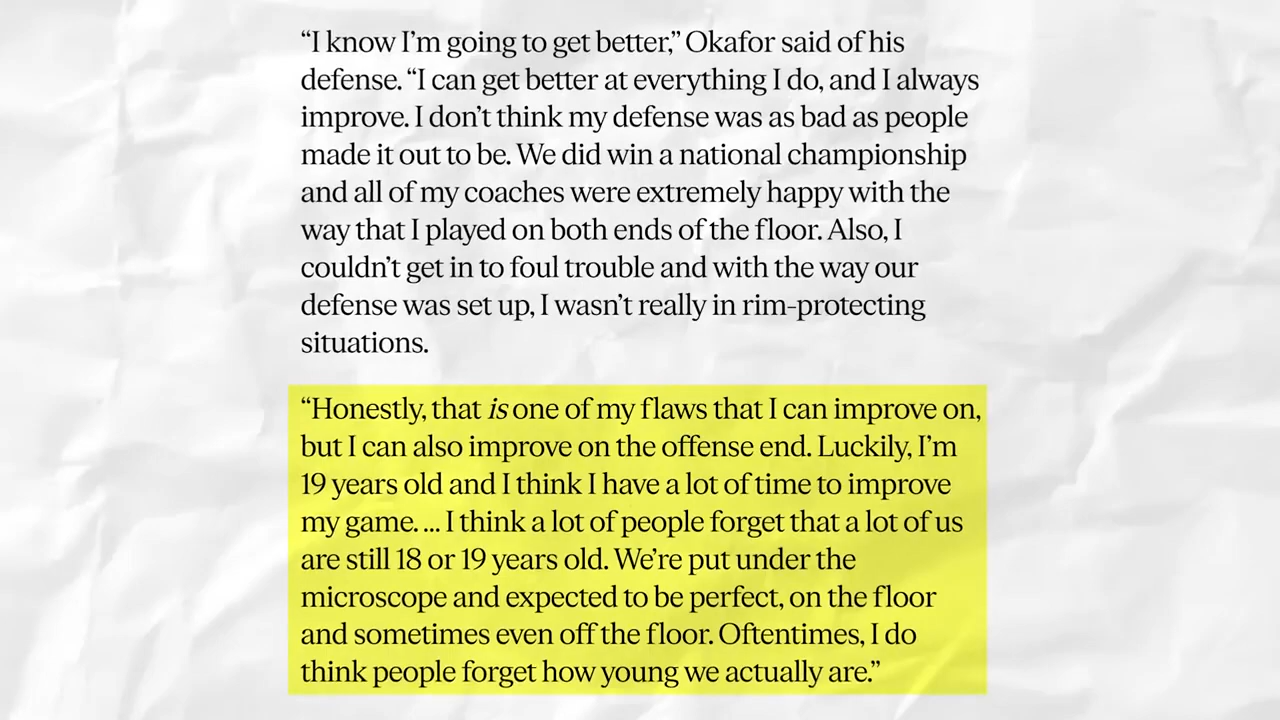 “I know I’m going to get better,” Okafor said of his
defense. “I can get better at everything I do, and I always
improve. I don’t think my defense was as bad as people
made it out to be. We did win a national championship
and all of my coaches were extremely happy with the
way that I played on both ends of the floor. Also, I
couldn’t get in to foul trouble and with the way our
defense was set up, I wasn’t really in rim-protecting
situations.
“Honestly, that is one of my flaws that I can improve on,
but I can also improve on the offense end. Luckily, I’m
19 years old and I think I have a lot of time to improve
my game. ... I think a lot of people forget that a lot of us
are still 18 or 19 years old. We’re put under the
microscope and expected to be perfect, on the floor
and sometimes even off the floor. Oftentimes, I do
think people forget how young we actually are.”